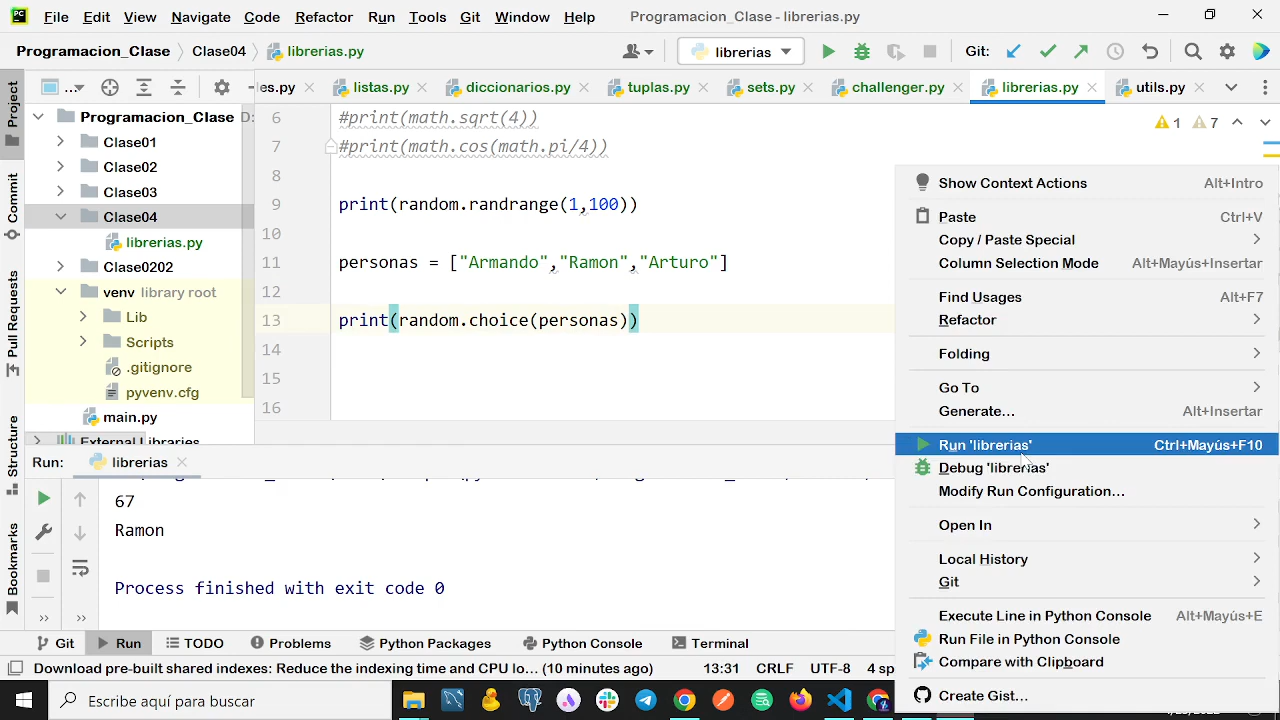 PC File Edit View Navigate Code Refactor Run Tools Git Window Help Programacion_Clase - librerias.py
Programacion_Clase Clase04 librerias.py librerias Git:
Project
Commit
Pull Requests
Structure
Bookmarks
...
es.py listas.py diccionarios.py tuplas.py sets.py challenger.py librerias.py utils.py
Programacion_Clase D:
Clase01
Clase02
Clase03
Clase04
librerias.py
Clase0202
venv library root
Lib
Scripts
.gitignore
pyvenv.cfg
main.py
External Libraries
1 7
6 #print(math.sqrt(4))
7 #print(math.cos(math.pi/4))
8
9 print(random.randrange(1,100))
10
11 personas = ["Armando","Ramon","Arturo"]
12
13 print(random.choice(personas))
14
15
16
Show Context Actions Alt+Intro
Paste Ctrl+V
Copy / Paste Special
Column Selection Mode Alt+Mayús+Insertar
Find Usages Alt+F7
Refactor
Folding
Go To
Generate... Alt+Insertar
Run 'librerias' Ctrl+Mayús+F10
Debug 'librerias'
Modify Run Configuration...
Open In
Local History
Git
Execute Line in Python Console Alt+Mayús+E
Run File in Python Console
Compare with Clipboard
Create Gist...
Run: librerias
67
Ramon
Process finished with exit code 0
Git Run TODO Problems Python Packages Python Console Terminal
Download pre-built shared indexes: Reduce the indexing time and CPU lo... (10 minutes ago) 13:31 CRLF UTF-8 4 sp
Escribe aquí para buscar